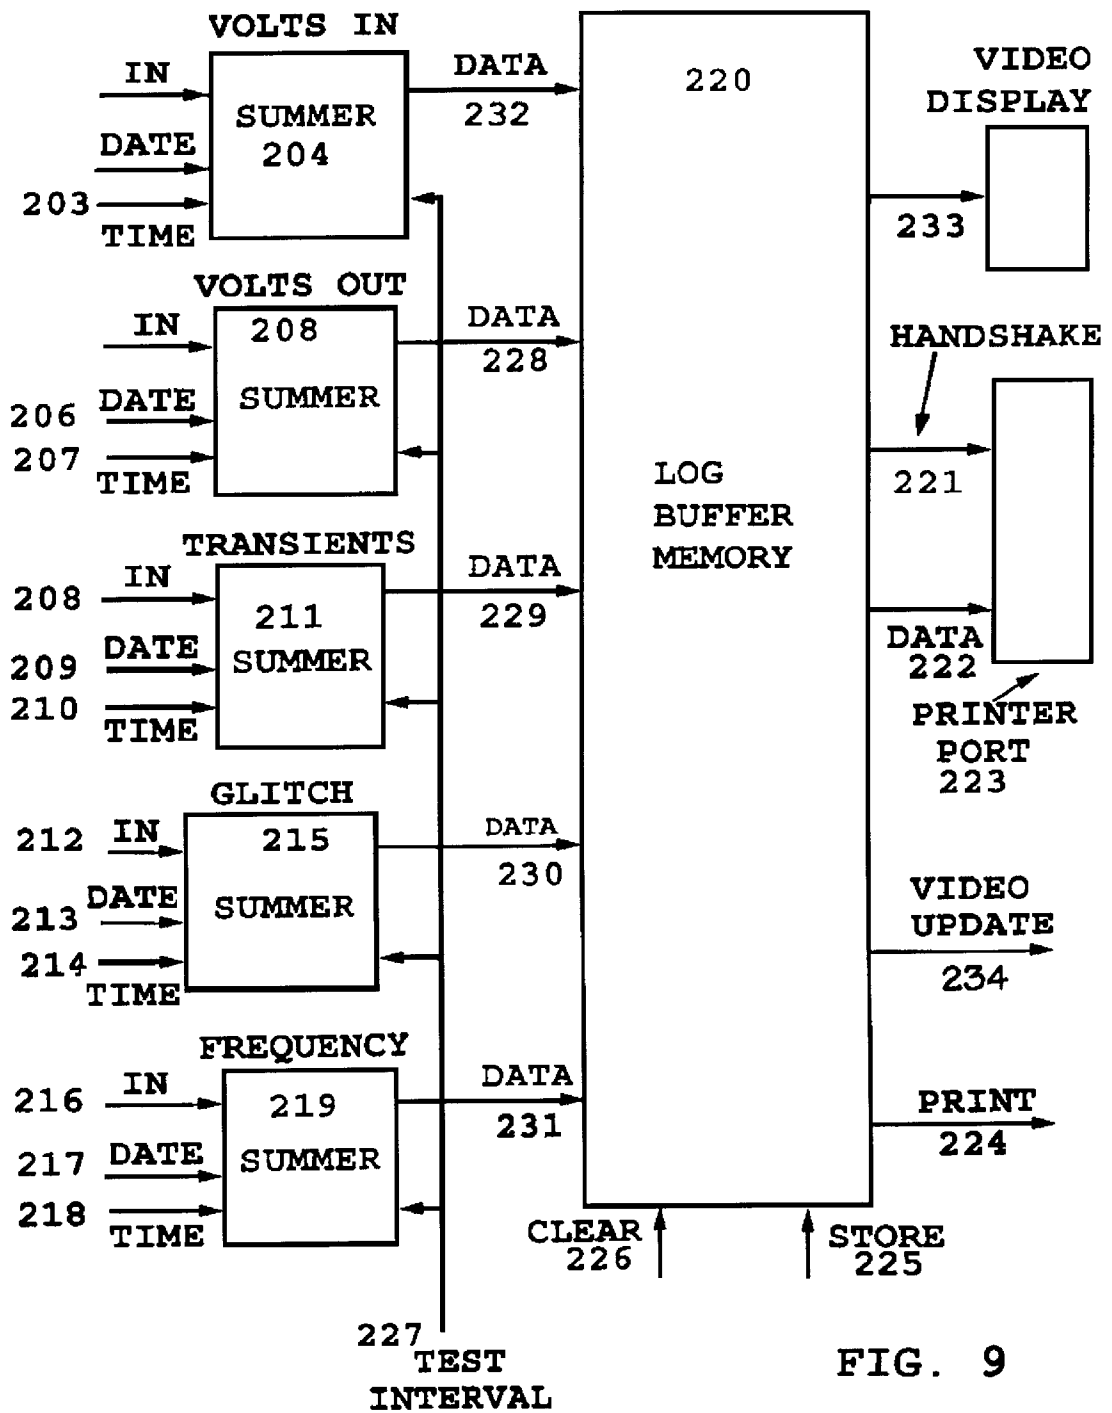 VOLTS IN
IN
DATE
203
TIME
SUMMER
204
DATA
232
VOLTS OUT
IN
206
DATE
207
TIME
208
SUMMER
DATA
228
TRANSIENTS
208
IN
209
DATE
210
TIME
211
SUMMER
DATA
229
GLITCH
212
IN
213
DATE
214
TIME
215
SUMMER
DATA
230
FREQUENCY
216
IN
217
DATE
218
TIME
219
SUMMER
DATA
231
227
TEST
INTERVAL
220
LOG
BUFFER
MEMORY
CLEAR
226
STORE
225
VIDEO
DISPLAY
233
HANDSHAKE
221
DATA
222
PRINTER
PORT
223
VIDEO
UPDATE
234
PRINT
224
FIG. 9